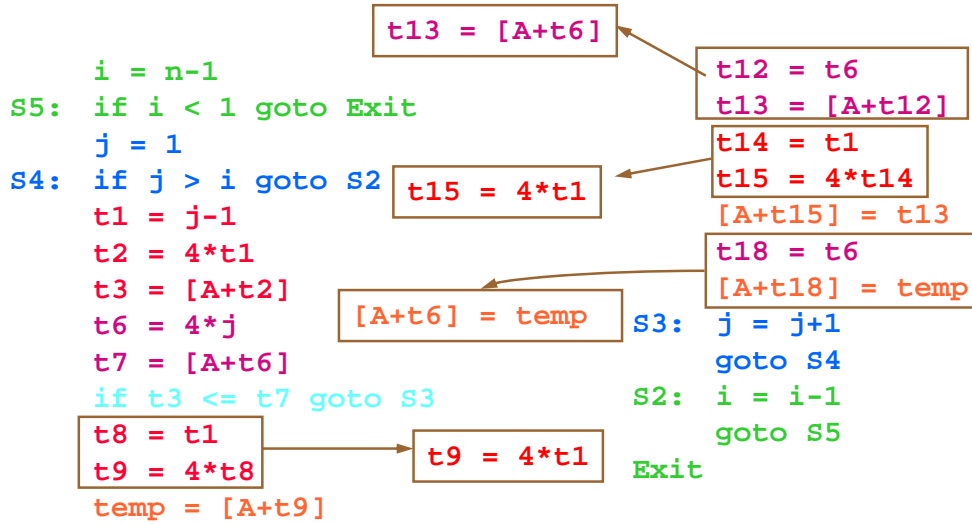 i = n-1
S5: if i < 1 goto Exit
j = 1
S4: if j > i goto S2
t1 = j-1
t2 = 4*t1
t3 = [A+t2]
t6 = 4*j
t7 = [A+t6]
if t3 <= t7 goto S3
t8 = t1
t9 = 4*t8
temp = [A+t9]
t9 = 4*t1
t13 = [A+t6]
t12 = t6
t13 = [A+t12]
t14 = t1
t15 = 4*t14
t15 = 4*t1
[A+t15] = t13
t18 = t6
[A+t18] = temp
[A+t6] = temp
S3: j = j+1
goto S4
S2: i = i-1
goto S5
Exit